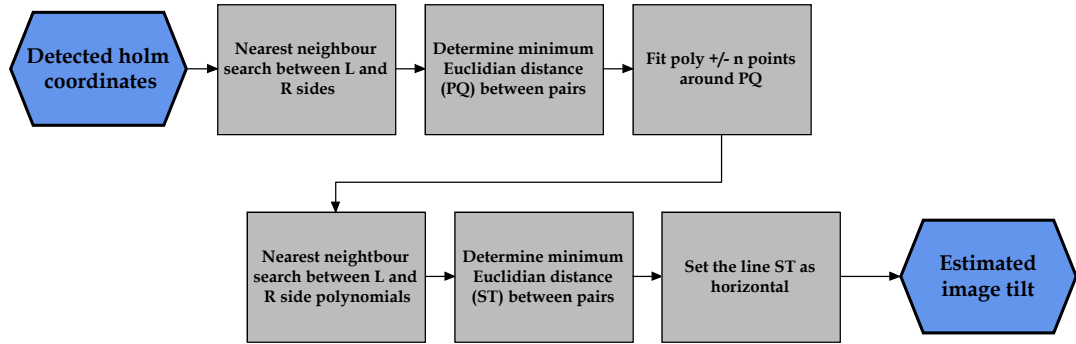 Detected holm
coordinates
Nearest neighbour
search between L and
R sides
Determine minimum
Euclidian distance
(PQ) between pairs
Fit poly +/- n points
around PQ
Nearest neightbour
search between L and
R side polynomials
Determine minimum
Euclidian distance
(ST) between pairs
Set the line ST as
horizontal
Estimated
image tilt